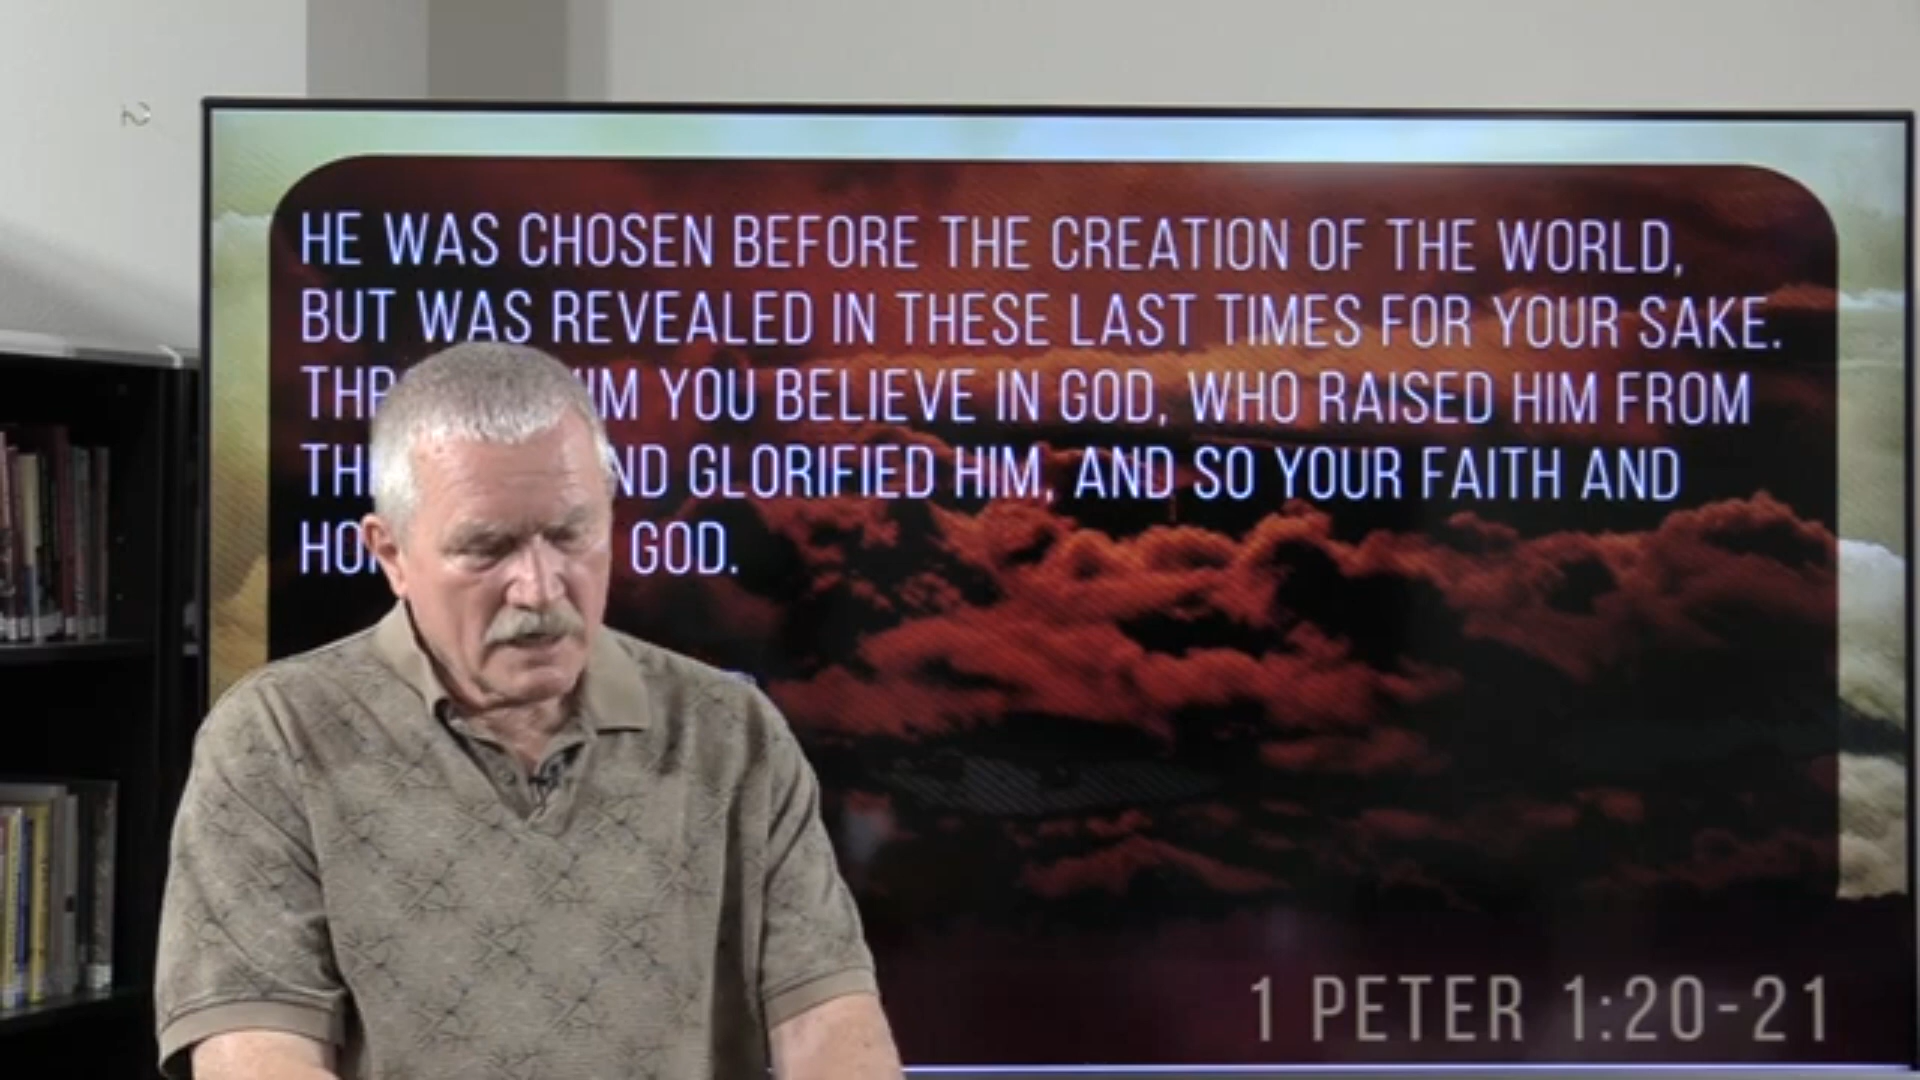 HE WAS CHOSEN BEFORE THE CREATION OF THE WORLD,
BUT WAS REVEALED IN THESE LAST TIMES FOR YOUR SAKE.
YOU BELIEVE IN GOD, WHO RAISED HIM FROM
GLORIFIED HIM, AND SO YOUR FAITH AND
GOD.
1 PETER 1:20-21